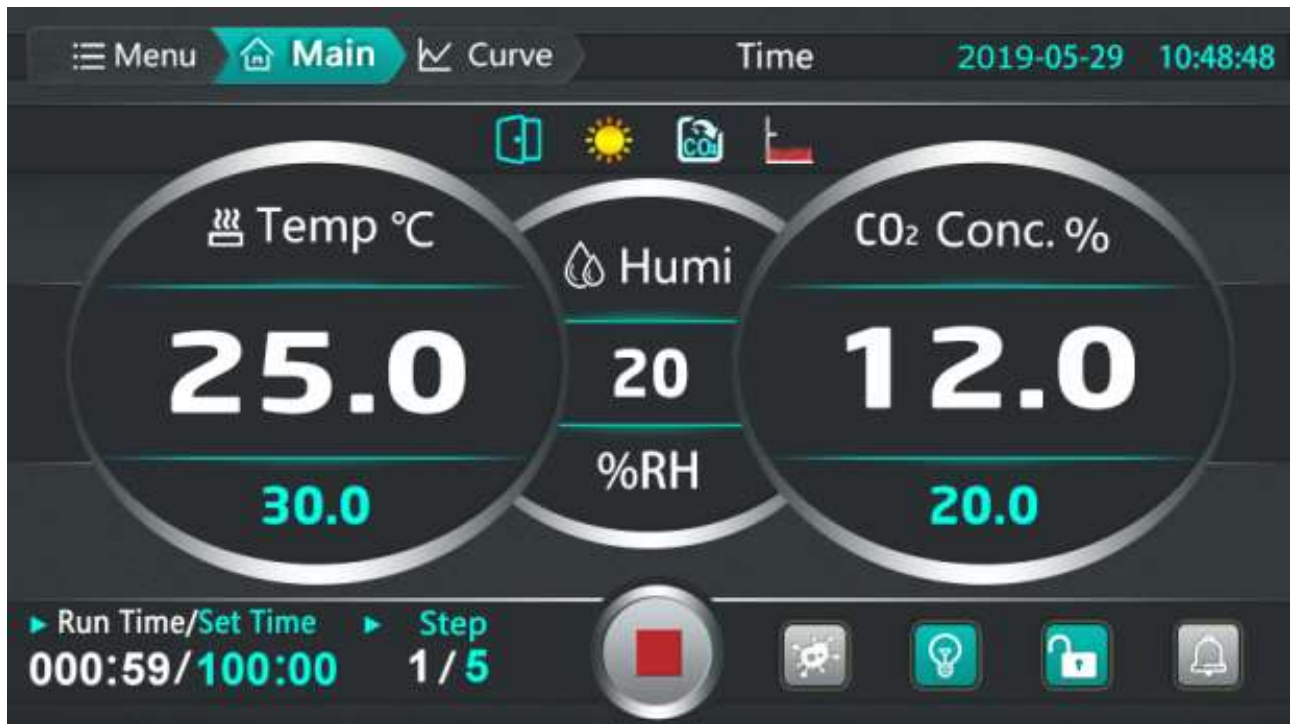 Menu Main Curve Time 2019-05-29 10:48:48
CO₂
Temp °C
25.0
30.0
Humi
20
%RH
CO₂ Conc. %
12.0
20.0
Run Time/Set Time Step
000:59/100:00 1/5